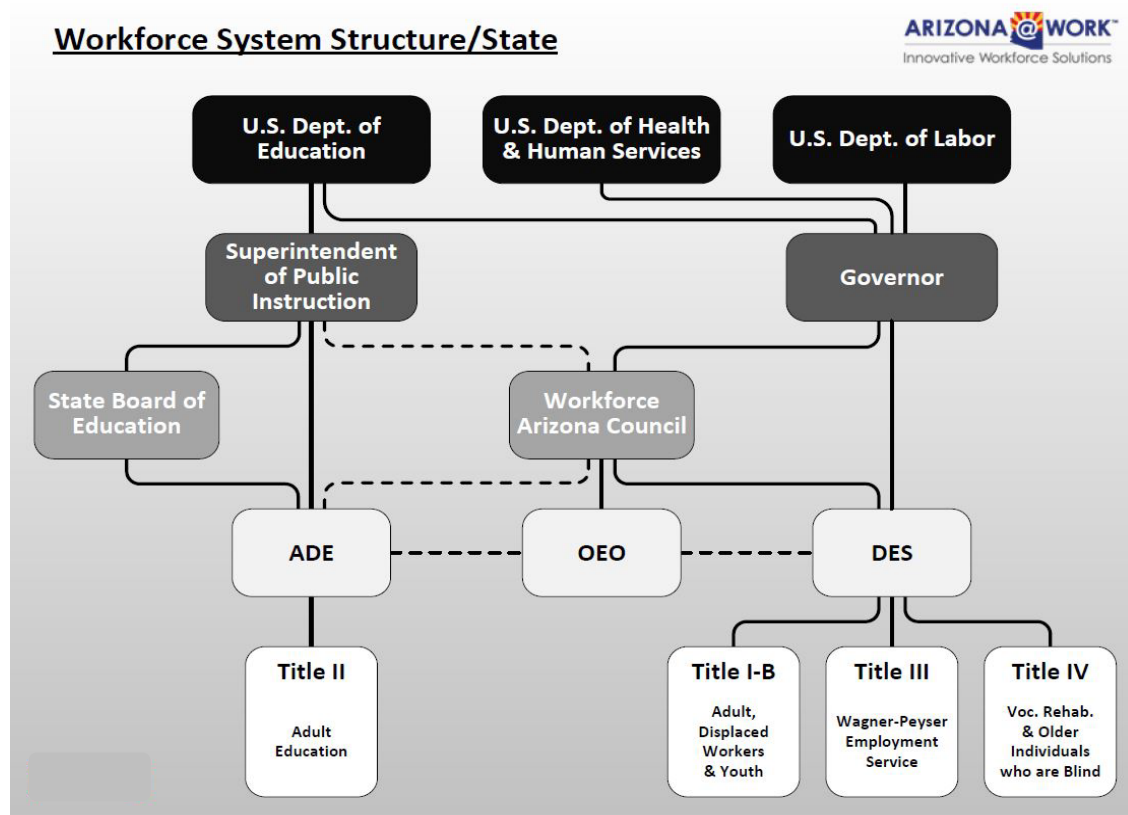 Workforce System Structure/State
ARIZONA@WORK™
Innovative Workforce Solutions
U.S. Dept. of
Education
U.S. Dept. of Health
& Human Services
U.S. Dept. of Labor
Superintendent
of Public
Instruction
Governor
State Board of
Education
Workforce
Arizona Council
ADE
OEO
DES
Title II
Adult
Education
Title I-B
Adult,
Displaced
Workers
& Youth
Title III
Wagner-Peyser
Employment
Service
Title IV
Voc. Rehab.
& Older
Individuals
who are Blind